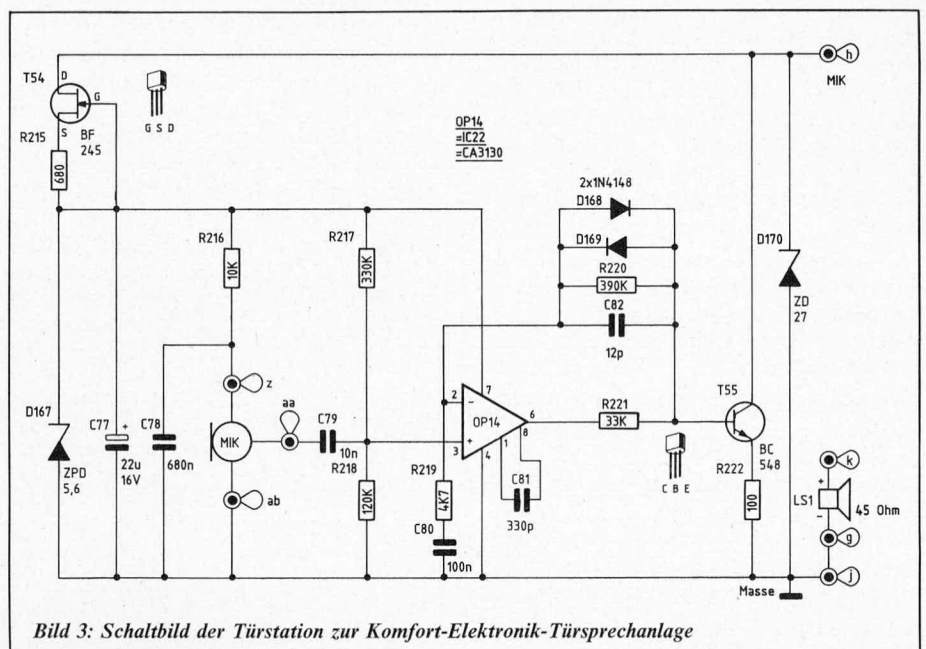 T54
D
G
S
BF
245
R215
680
G S D
OP14
=IC22
=CA3130
h
MIK
2x1N4148
D168
D169
R220
390K
C82
12p
D170
ZD
27
R216
10K
R217
330K
z
aa
MIK
ab
C79
10n
R218
120K
D167
ZPD
5,6
C77
+
22u
16V
C78
680n
2
−
7
OP14
6
+
3
4
1
8
C81
330p
R219
4K7
C80
100n
R221
33K
C B E
T55
BC
548
R222
100
k
+
LS1
−
45 Ohm
g
j
Masse
Bild 3: Schaltbild der Türstation zur Komfort-Elektronik-Türsprechanlage